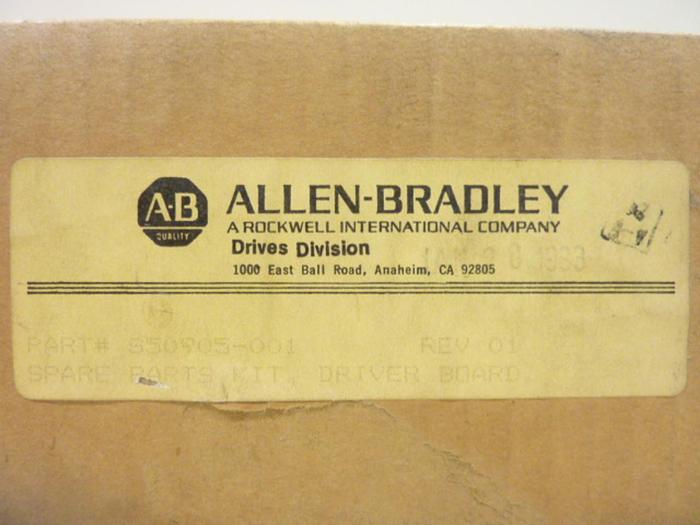 A-B
QUALITY
ALLEN-BRADLEY
A ROCKWELL INTERNATIONAL COMPANY
Drives Division
1000 East Ball Road, Anaheim, CA 92805
PART# S50905-001 REV 01
SPARE PARTS KIT, DRIVER BOARD